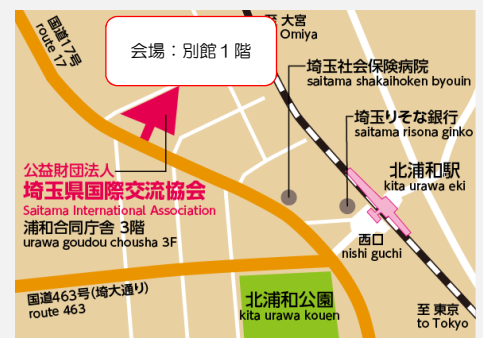 国道17号
route 17
会場：別館１階
至 大宮
Omiya
埼玉社会保険病院
saitama shakaihoken byouin
埼玉りそな銀行
saitama risona ginko
北浦和駅
kita urawa eki
西口
nishi guchi
公益財団法人
埼玉県国際交流協会
Saitama International Association
浦和合同庁舎 3階
urawa goudou chousha 3F
国道463号(埼大通り)
route 463
北浦和公園
kita urawa kouen
至 東京
to Tokyo